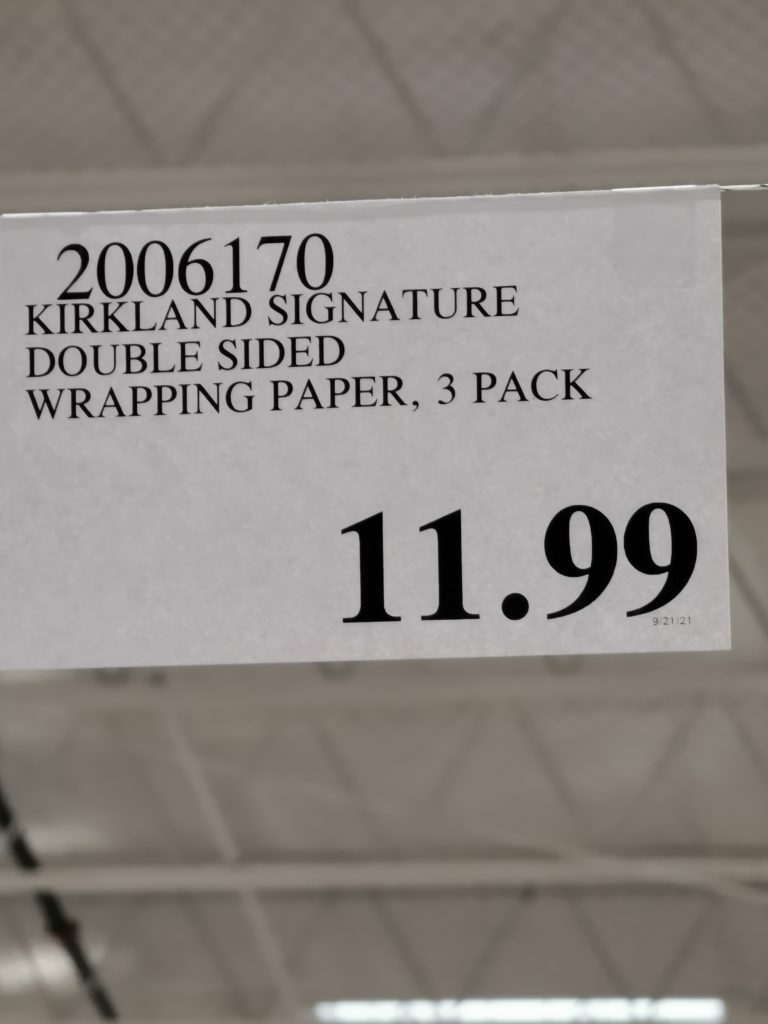 2006170
KIRKLAND SIGNATURE
DOUBLE SIDED
WRAPPING PAPER, 3 PACK
11.99
9/21/21